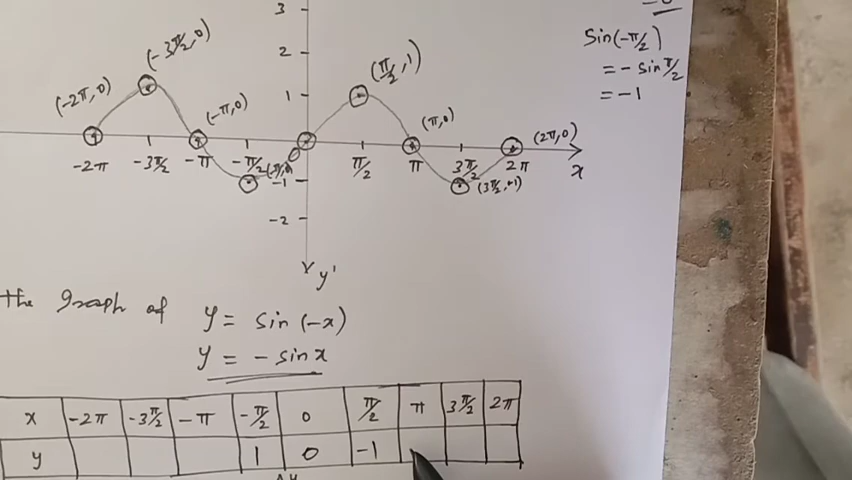 3
2
1
-1
-2
(-2π,0)
(-3π/2,0)
(-π,0)
(π/2,1)
(π,0)
(2π,0)
(3π/2,-1)
-2π -3π/2 -π -π/2 π/2 π 3π/2 2π x
y'
Sin(-π/2)
= - sin π/2
= -1
the Graph of y = sin(-x)
y = - sinx
x -2π -3π/2 -π -π/2 0 π/2 π 3π/2 2π
y 1 0 -1